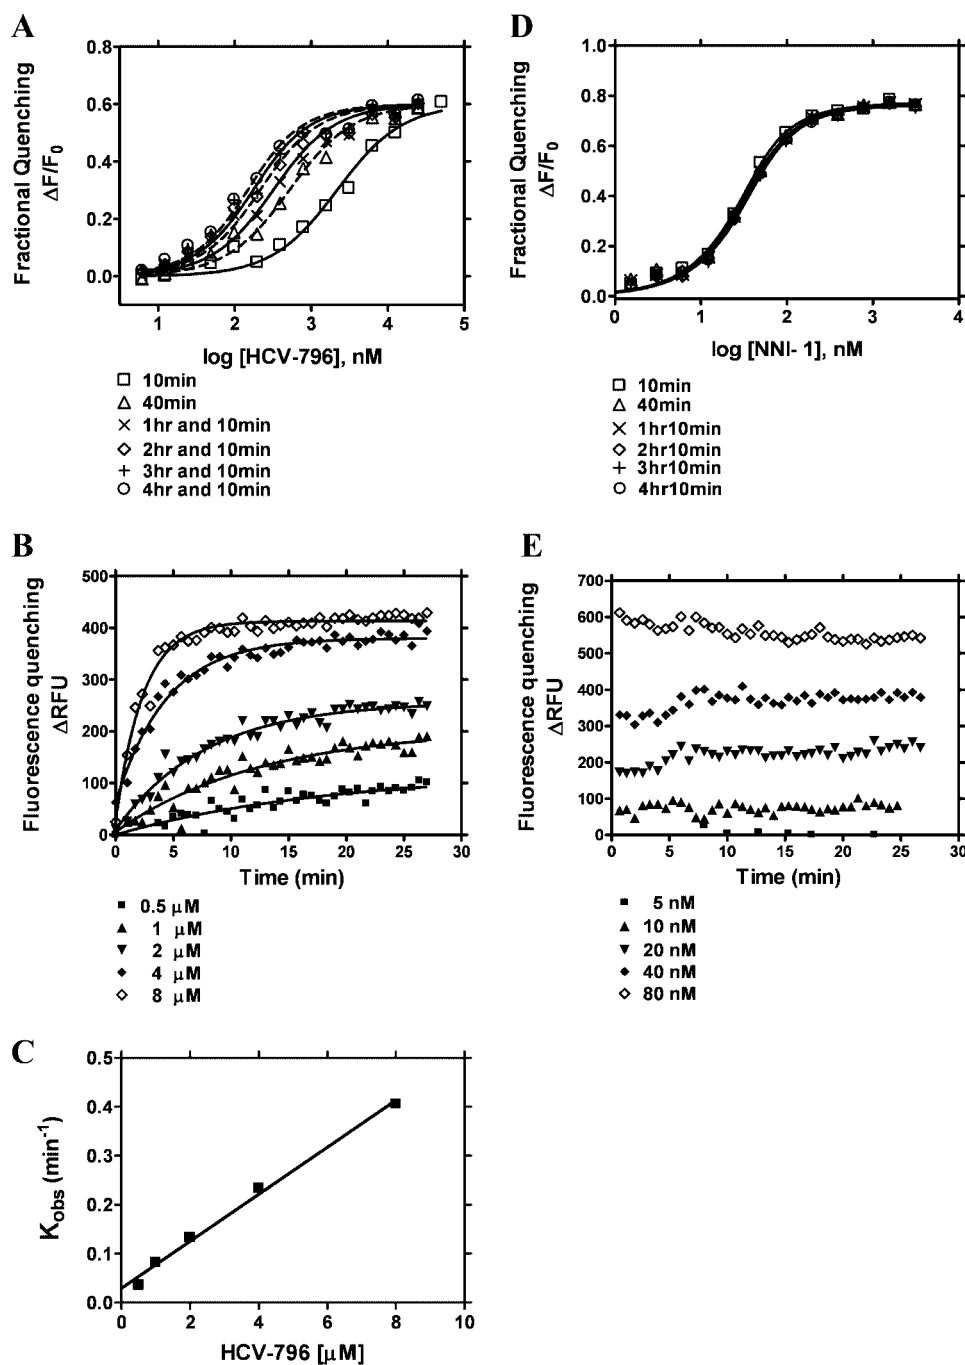 A
Fractional Quenching
ΔF/F0
0.8
0.6
0.4
0.2
0.0
1 2 3 4 5
log [HCV-796], nM
10min
40min
1hr and 10min
2hr and 10min
3hr and 10min
4hr and 10min
D
Fractional Quenching
ΔF/F0
1.0
0.8
0.6
0.4
0.2
0.0
0 1 2 3 4
log [NNI- 1], nM
10min
40min
1hr10min
2hr10min
3hr10min
4hr10min
B
Fluorescence quenching
ΔRFU
500
400
300
200
100
0
0 5 10 15 20 25 30
Time (min)
0.5 μM
1 μM
2 μM
4 μM
8 μM
E
Fluorescence quenching
ΔRFU
700
600
500
400
300
200
100
0
0 5 10 15 20 25 30
Time (min)
5 nM
10 nM
20 nM
40 nM
80 nM
C
Kobs (min-1)
0.5
0.4
0.3
0.2
0.1
0.0
0 2 4 6 8 10
HCV-796 [μM]